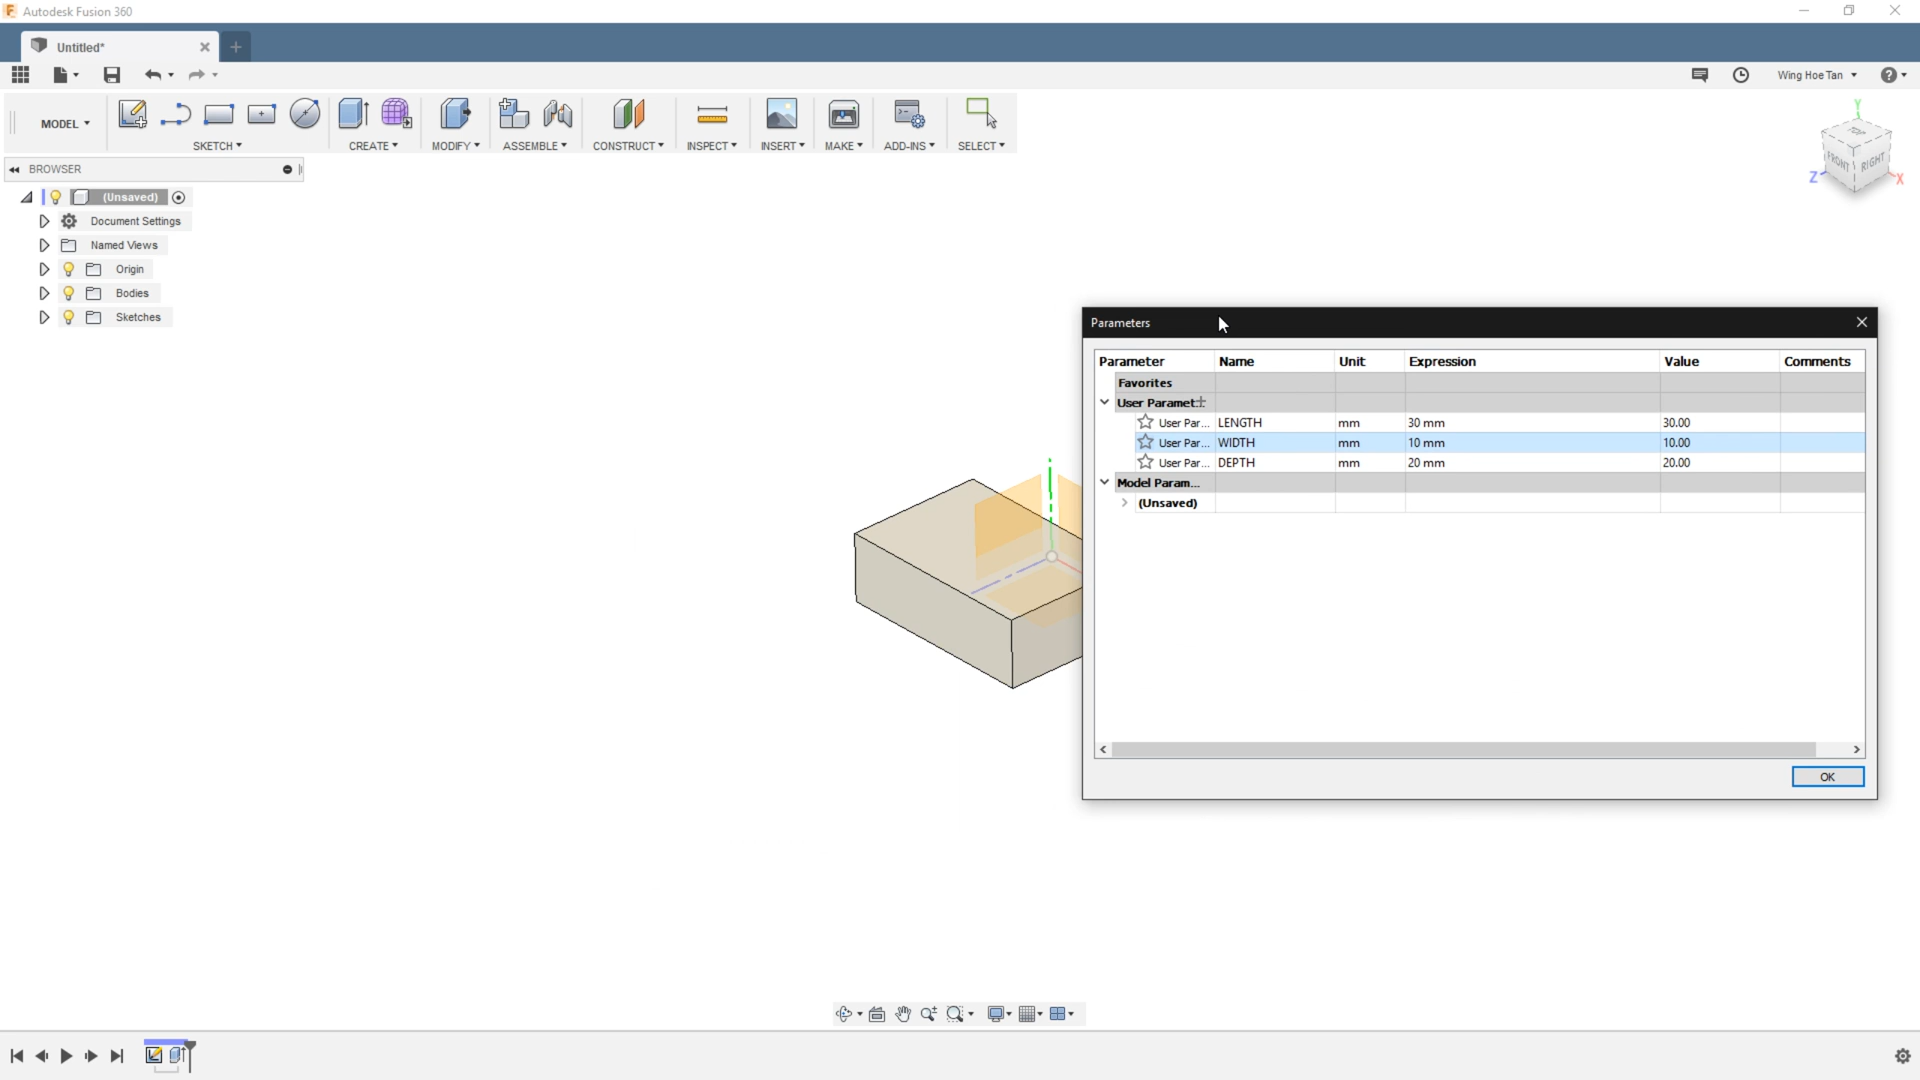 Autodesk Fusion 360
Untitled*
Wing Hoe Tan
MODEL
SKETCH
CREATE
MODIFY
ASSEMBLE
CONSTRUCT
INSPECT
INSERT
MAKE
ADD-INS
SELECT
Y
TOP
FRONT
RIGHT
Z
X
BROWSER
(Unsaved)
Document Settings
Named Views
Origin
Bodies
Sketches
Parameters
Parameter Name Unit Expression Value Comments
Favorites
User Paramet...
User Par... LENGTH mm 30 mm 30.00
User Par... WIDTH mm 10 mm 10.00
User Par... DEPTH mm 20 mm 20.00
Model Param...
(Unsaved)
OK